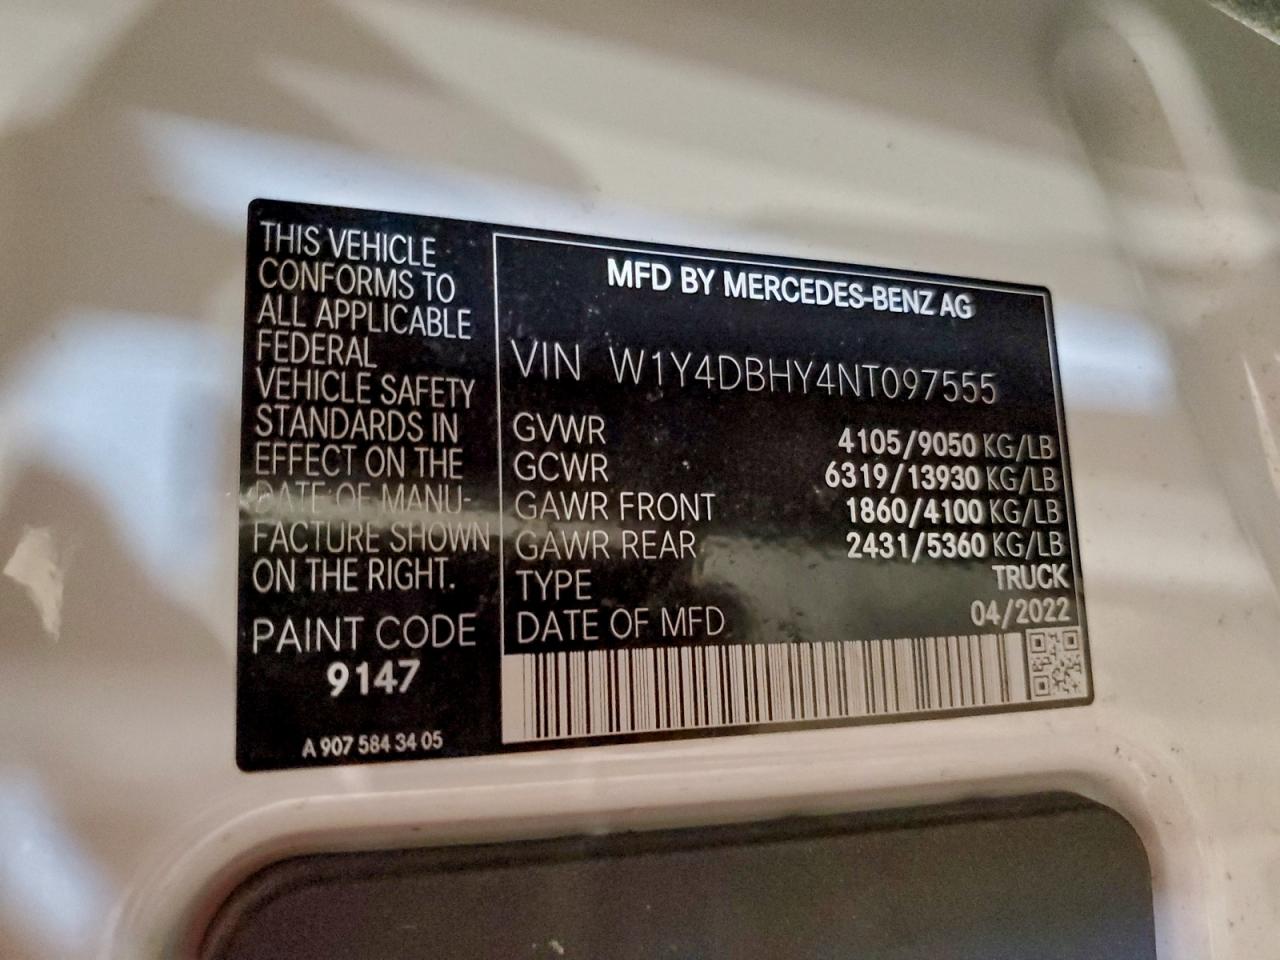 THIS VEHICLE
CONFORMS TO
ALL APPLICABLE
FEDERAL
VEHICLE SAFETY
STANDARDS IN
EFFECT ON THE
DATE OF MANU-
FACTURE SHOWN
ON THE RIGHT.
PAINT CODE
9147
A 907 584 34 05
MFD BY MERCEDES-BENZ AG
VIN W1Y4DBHY4NT097555
GVWR 4105/9050 KG/LB
GCWR 6319/13930 KG/LB
GAWR FRONT 1860/4100 KG/LB
GAWR REAR 2431/5360 KG/LB
TYPE TRUCK
DATE OF MFD 04/2022